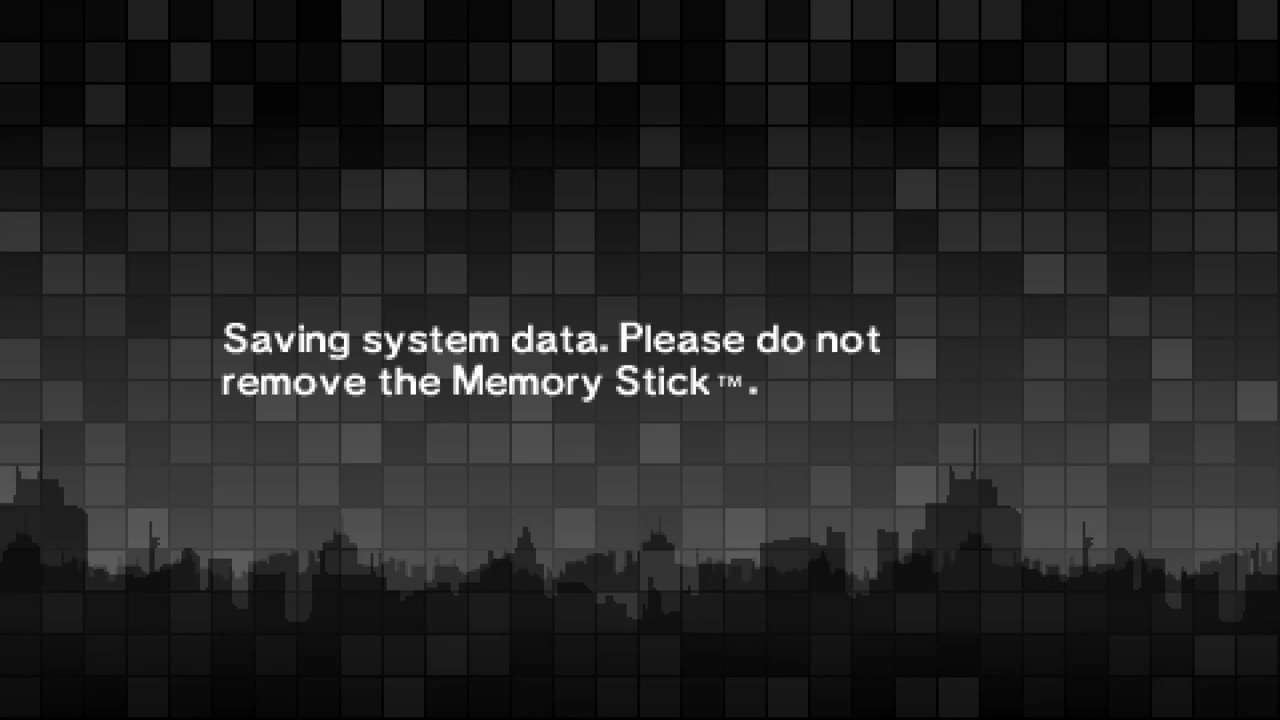 Saving system data. Please do not
remove the Memory Stick™.